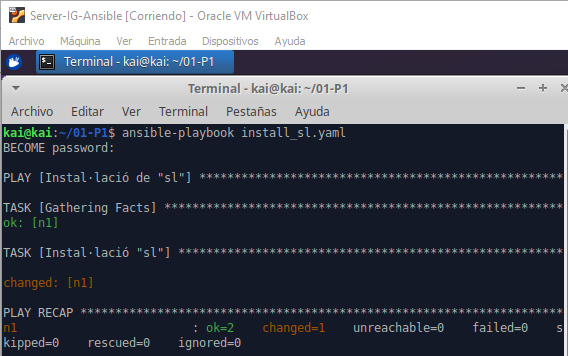 Server-IG-Ansible [Corriendo] - Oracle VM VirtualBox
Archivo Máquina Ver Entrada Dispositivos Ayuda
Terminal - kai@kai: ~/01-P1
Terminal - kai@kai: ~/01-P1
Archivo Editar Ver Terminal Pestañas Ayuda
kai@kai:~/01-P1$ ansible-playbook install_sl.yaml
BECOME password:
PLAY [Instal·lació de "sl"] ****************************************************
TASK [Gathering Facts] *********************************************************
ok: [n1]
TASK [Instal·lació "sl"] *******************************************************
changed: [n1]
PLAY RECAP *********************************************************************
n1 : ok=2 changed=1 unreachable=0 failed=0 s
kipped=0 rescued=0 ignored=0